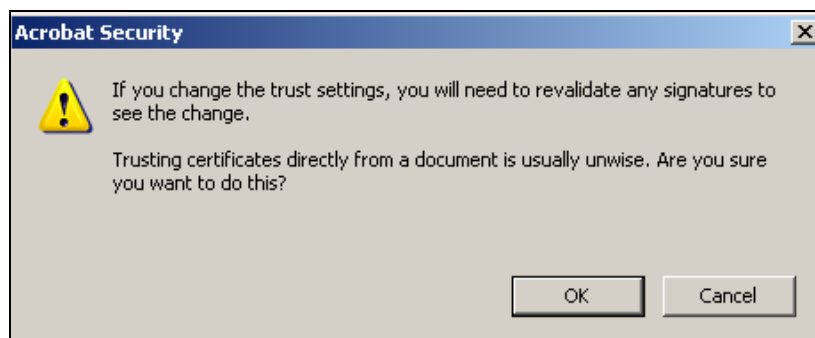 Acrobat Security
If you change the trust settings, you will need to revalidate any signatures to
see the change.
Trusting certificates directly from a document is usually unwise. Are you sure
you want to do this?
OK
Cancel